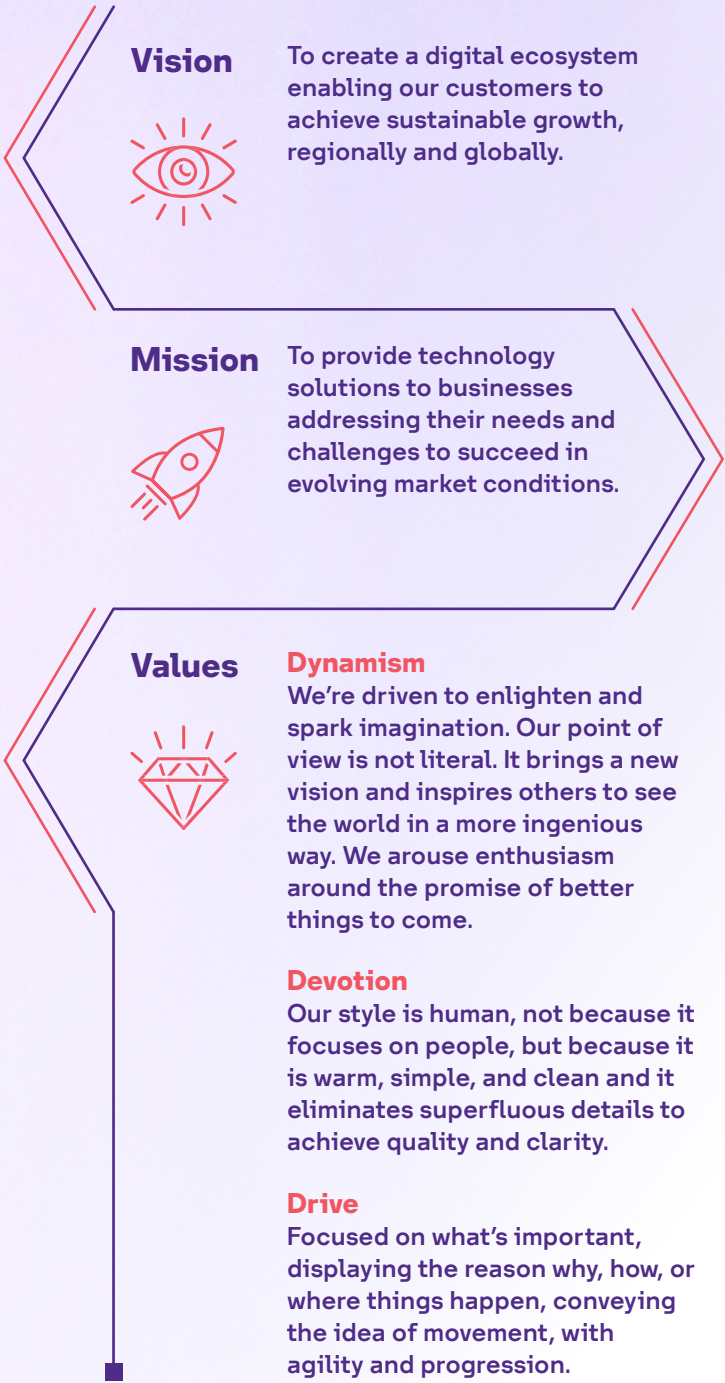 Vision
To create a digital ecosystem
enabling our customers to
achieve sustainable growth,
regionally and globally.
Mission
To provide technology
solutions to businesses
addressing their needs and
challenges to succeed in
evolving market conditions.
Values
Dynamism
We’re driven to enlighten and
spark imagination. Our point of
view is not literal. It brings a new
vision and inspires others to see
the world in a more ingenious
way. We arouse enthusiasm
around the promise of better
things to come.
Devotion
Our style is human, not because it
focuses on people, but because it
is warm, simple, and clean and it
eliminates superfluous details to
achieve quality and clarity.
Drive
Focused on what’s important,
displaying the reason why, how, or
where things happen, conveying
the idea of movement, with
agility and progression.